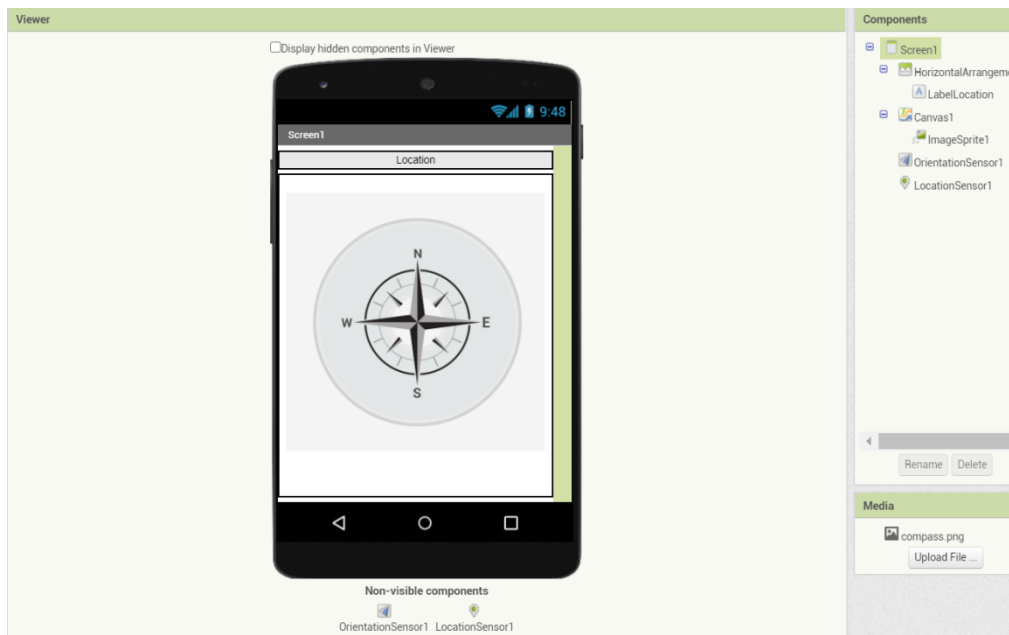 Viewer
Display hidden components in Viewer
9:48
Screen1
Location
N
W
E
S
Non-visible components
OrientationSensor1 LocationSensor1
Components
Screen1
HorizontalArrangeme
LabelLocation
Canvas1
ImageSprite1
OrientationSensor1
LocationSensor1
Rename Delete
Media
compass.png
Upload File ...